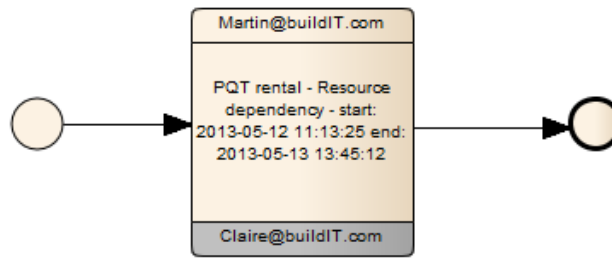 Martin@buildIT.com
PQT rental - Resource
dependency - start:
2013-05-12 11:13:25 end:
2013-05-13 13:45:12
Claire@buildIT.com